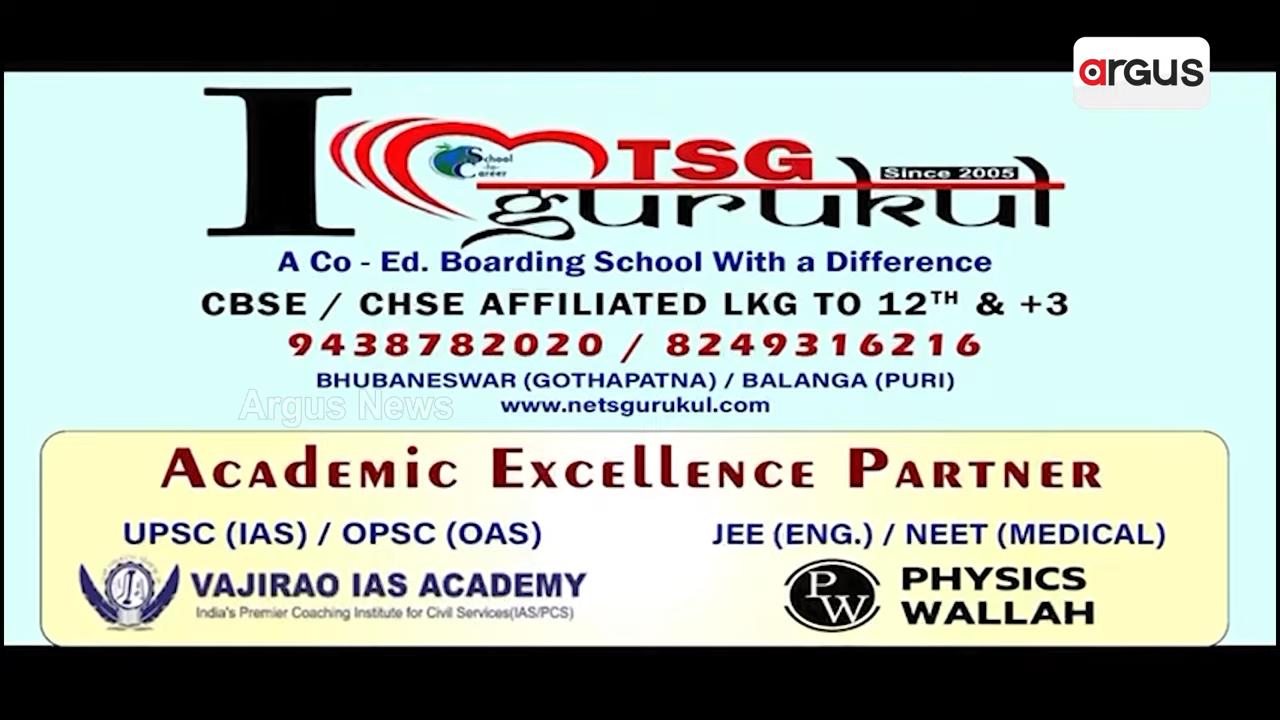 argus
I TSG
School
to
Career
Since 2005
gurukul
A Co - Ed. Boarding School With a Difference
CBSE / CHSE AFFILIATED LKG TO 12TH & +3
9438782020 / 8249316216
BHUBANESWAR (GOTHAPATNA) / BALANGA (PURI)
Argus News
www.netsgurukul.com
Academic Excellence Partner
UPSC (IAS) / OPSC (OAS)
JEE (ENG.) / NEET (MEDICAL)
VAJIRAO IAS ACADEMY
India's Premier Coaching Institute for Civil Services(IAS/PCS)
PW
PHYSICS
WALLAH